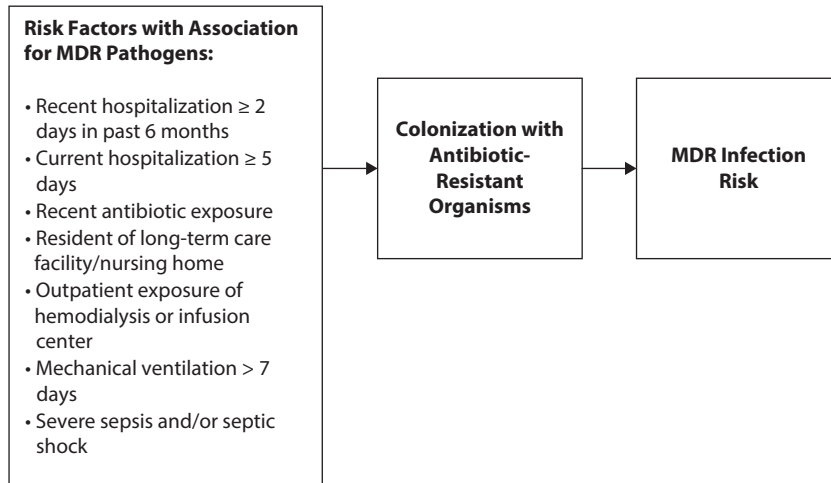 Risk Factors with Association
for MDR Pathogens:
• Recent hospitalization ≥ 2
days in past 6 months
• Current hospitalization ≥ 5
days
• Recent antibiotic exposure
• Resident of long-term care
facility/nursing home
• Outpatient exposure of
hemodialysis or infusion
center
• Mechanical ventilation > 7
days
• Severe sepsis and/or septic
shock
Colonization with
Antibiotic-
Resistant
Organisms
MDR Infection
Risk